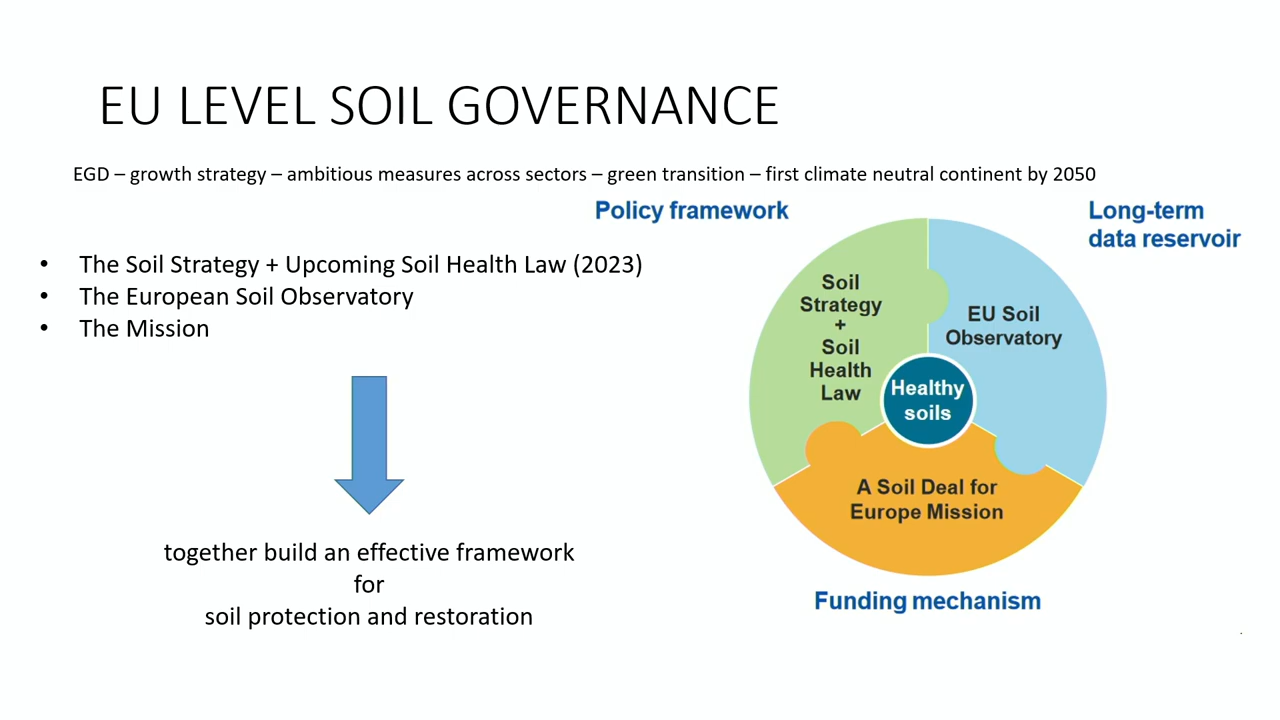 EU LEVEL SOIL GOVERNANCE
EGD – growth strategy – ambitious measures across sectors – green transition – first climate neutral continent by 2050
• The Soil Strategy + Upcoming Soil Health Law (2023)
• The European Soil Observatory
• The Mission
together build an effective framework
for
soil protection and restoration
Policy framework
Long-term
data reservoir
Soil
Strategy
+
Soil
Health
Law
EU Soil
Observatory
Healthy
soils
A Soil Deal for
Europe Mission
Funding mechanism